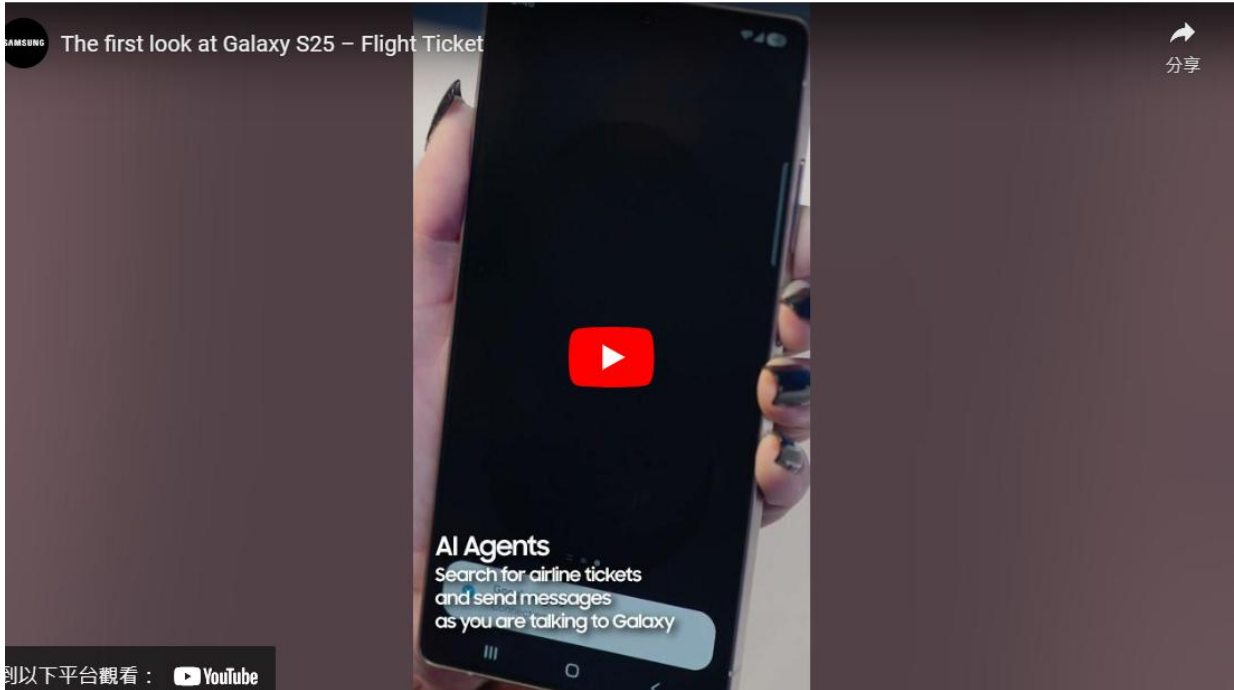 SAMSUNG
The first look at Galaxy S25 – Flight Ticket
分享
AI Agents
Search for airline tickets
and send messages
as you are talking to Galaxy
到以下平台觀看：
YouTube